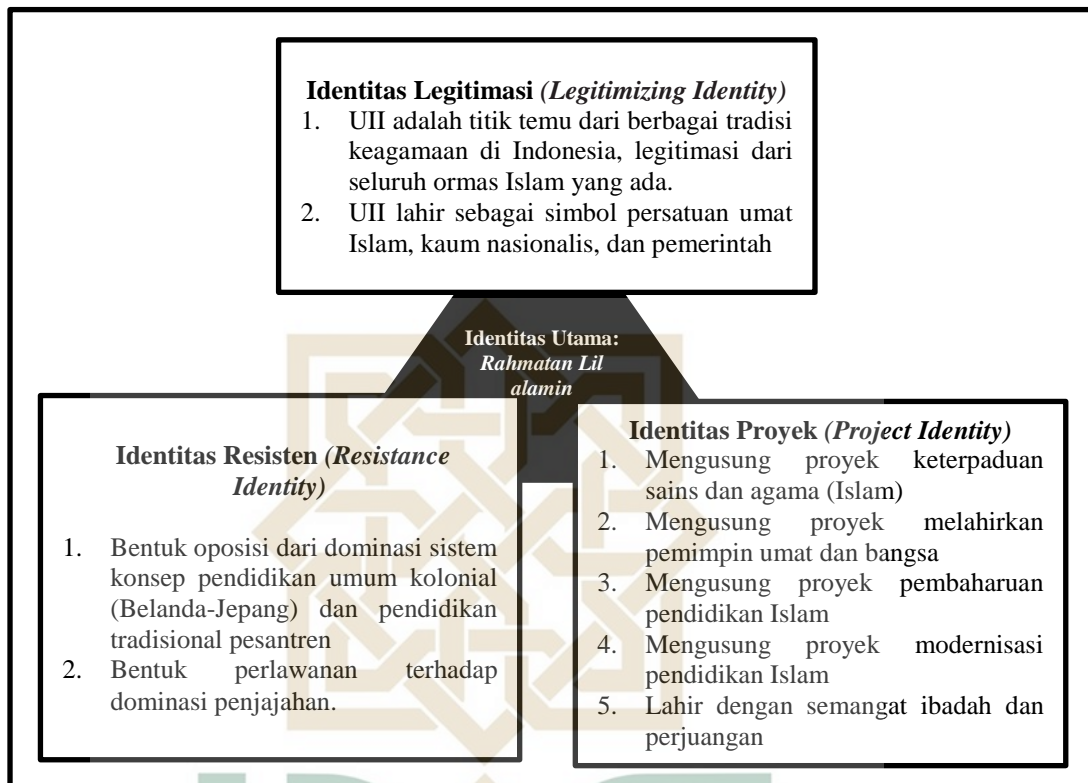 Identitas Legitimasi (Legitimizing Identity)
1. UII adalah titik temu dari berbagai tradisi
keagamaan di Indonesia, legitimasi dari
seluruh ormas Islam yang ada.
2. UII lahir sebagai simbol persatuan umat
Islam, kaum nasionalis, dan pemerintah
Identitas Utama:
Rahmatan Lil
alamin
Identitas Resisten (Resistance
Identity)
1. Bentuk oposisi dari dominasi sistem
konsep pendidikan umum kolonial
(Belanda-Jepang) dan pendidikan
tradisional pesantren
2. Bentuk perlawanan terhadap
dominasi penjajahan.
Identitas Proyek (Project Identity)
1. Mengusung proyek keterpaduan
sains dan agama (Islam)
2. Mengusung proyek melahirkan
pemimpin umat dan bangsa
3. Mengusung proyek pembaharuan
pendidikan Islam
4. Mengusung proyek modernisasi
pendidikan Islam
5. Lahir dengan semangat ibadah dan
perjuangan